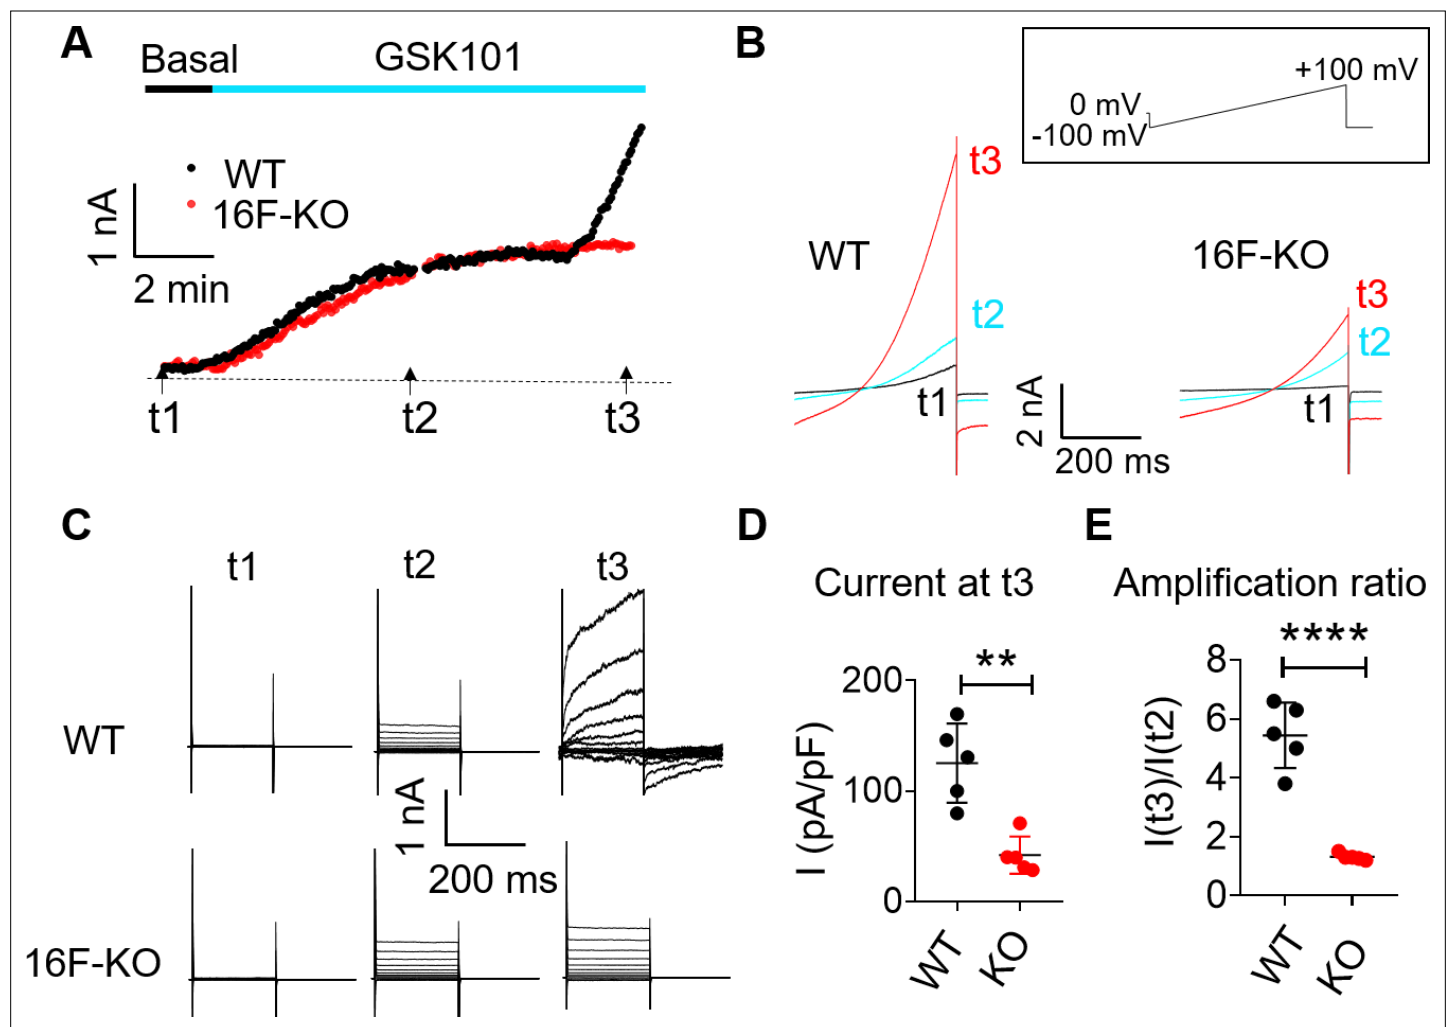 A
Basal
GSK101
WT
16F-KO
1 nA
2 min
t1
t2
t3
B
+100 mV
0 mV
-100 mV
WT
t3
t2
t1
16F-KO
t3
t2
t1
2 nA
200 ms
C
t1
t2
t3
WT
1 nA
200 ms
16F-KO
D
Current at t3
**
I (pA/pF)
200
100
0
WT
KO
E
Amplification ratio
****
I(t3)/I(t2)
8
6
4
2
0
WT
KO